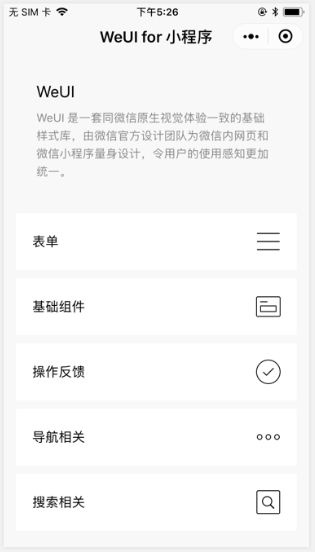 无 SIM 卡 下午5:26
WeUI for 小程序
WeUI
WeUI 是一套同微信原生视觉体验一致的基础
样式库，由微信官方设计团队为微信内网页和
微信小程序量身设计，令用户的使用感知更加
统一。
表单
基础组件
操作反馈
导航相关
搜索相关